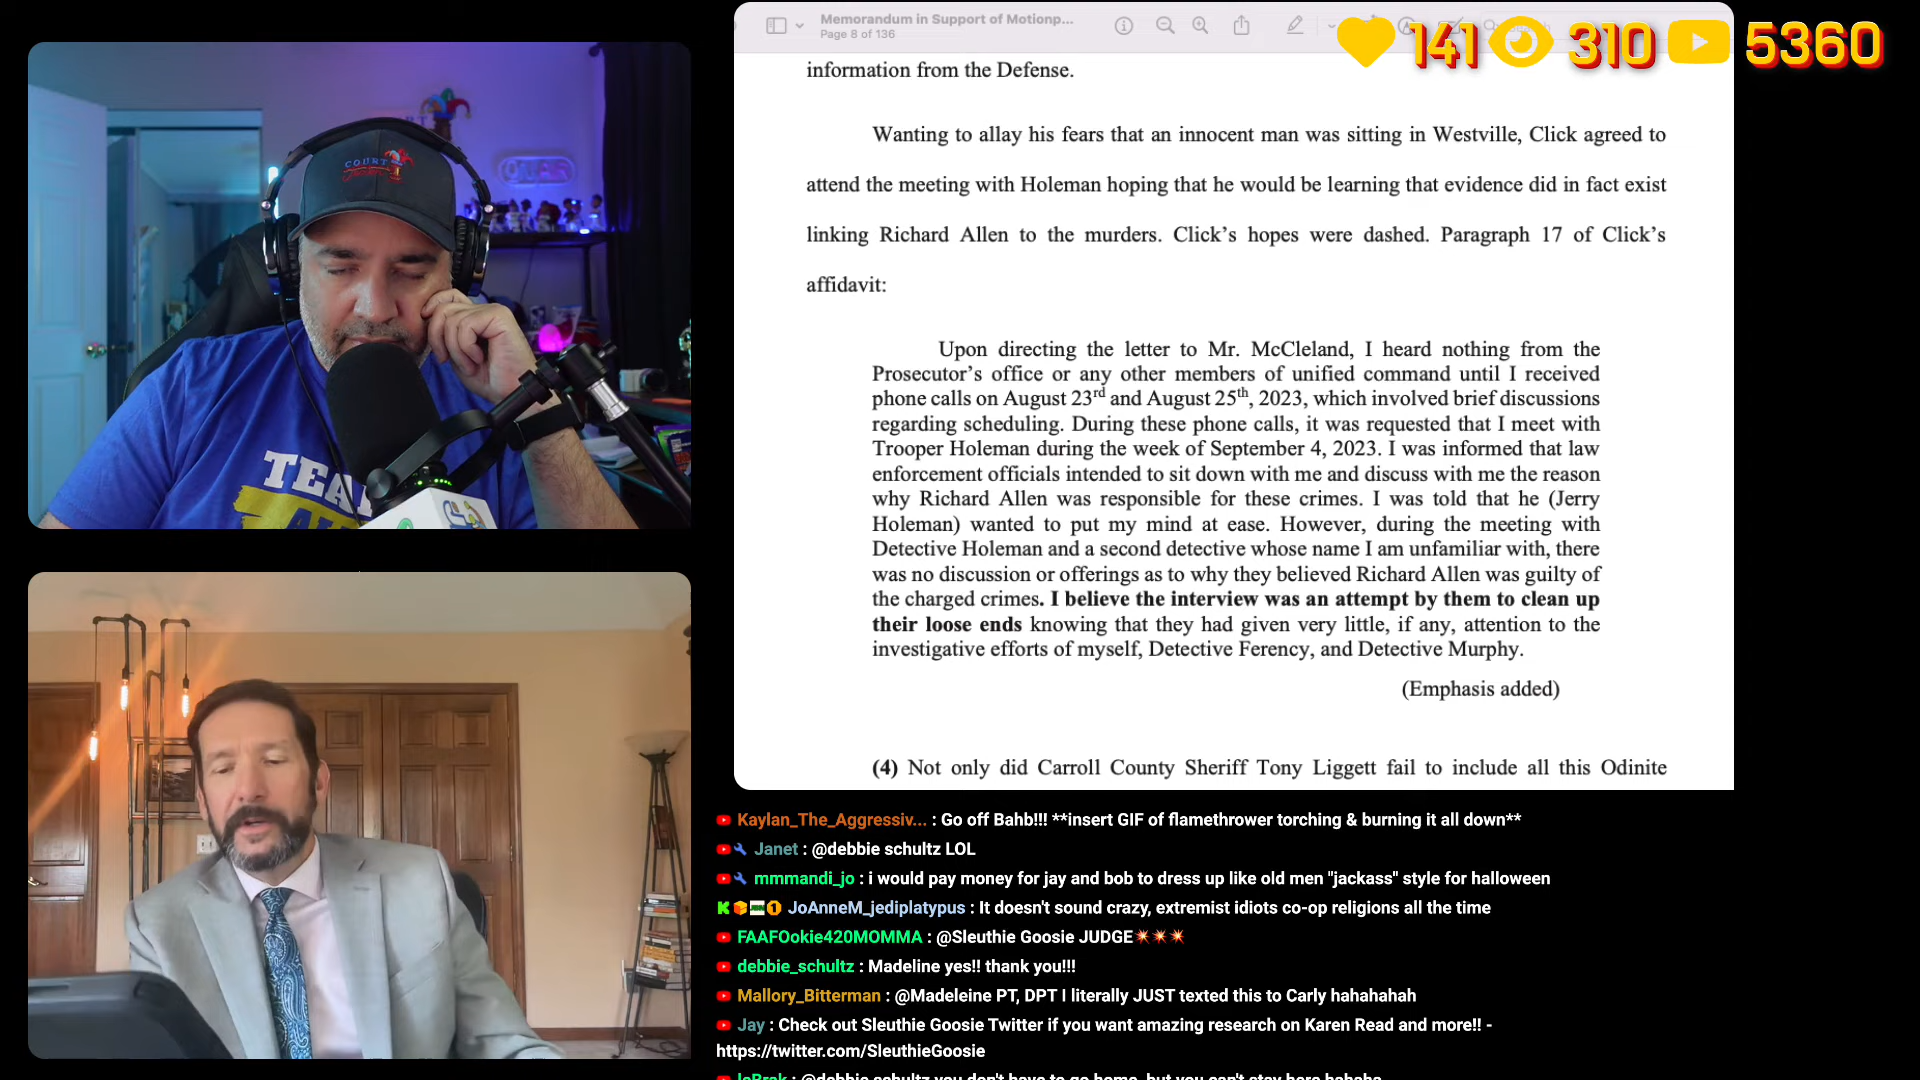 Memorandum in Support of Motionp...
Page 8 of 136
141
310
5360
information from the Defense.
Wanting to allay his fears that an innocent man was sitting in Westville, Click agreed to
attend the meeting with Holeman hoping that he would be learning that evidence did in fact exist
linking Richard Allen to the murders. Click’s hopes were dashed. Paragraph 17 of Click’s
affidavit:
Upon directing the letter to Mr. McCleland, I heard nothing from the
Prosecutor’s office or any other members of unified command until I received
phone calls on August 23rd and August 25th, 2023, which involved brief discussions
regarding scheduling. During these phone calls, it was requested that I meet with
Trooper Holeman during the week of September 4, 2023. I was informed that law
enforcement officials intended to sit down with me and discuss with me the reason
why Richard Allen was responsible for these crimes. I was told that he (Jerry
Holeman) wanted to put my mind at ease. However, during the meeting with
Detective Holeman and a second detective whose name I am unfamiliar with, there
was no discussion or offerings as to why they believed Richard Allen was guilty of
the charged crimes. I believe the interview was an attempt by them to clean up
their loose ends knowing that they had given very little, if any, attention to the
investigative efforts of myself, Detective Ferency, and Detective Murphy.
(Emphasis added)
(4) Not only did Carroll County Sheriff Tony Liggett fail to include all this Odinite
COURT
TEA
Kaylan_The_Aggressiv... : Go off Bahb!!! **insert GIF of flamethrower torching & burning it all down**
Janet : @debbie schultz LOL
mmmandi_jo : i would pay money for jay and bob to dress up like old men "jackass" style for halloween
JoAnneM_jediplatypus : It doesn't sound crazy, extremist idiots co-op religions all the time
FAAFOokie420MOMMA : @Sleuthie Goosie JUDGE💥💥💥
debbie_schultz : Madeline yes!! thank you!!!
Mallory_Bitterman : @Madeleine PT, DPT I literally JUST texted this to Carly hahahahah
Jay : Check out Sleuthie Goosie Twitter if you want amazing research on Karen Read and more!! -
https://twitter.com/SleuthieGoosie
: @debbie schultz you don't have to go home, but you can't stay here hahaha